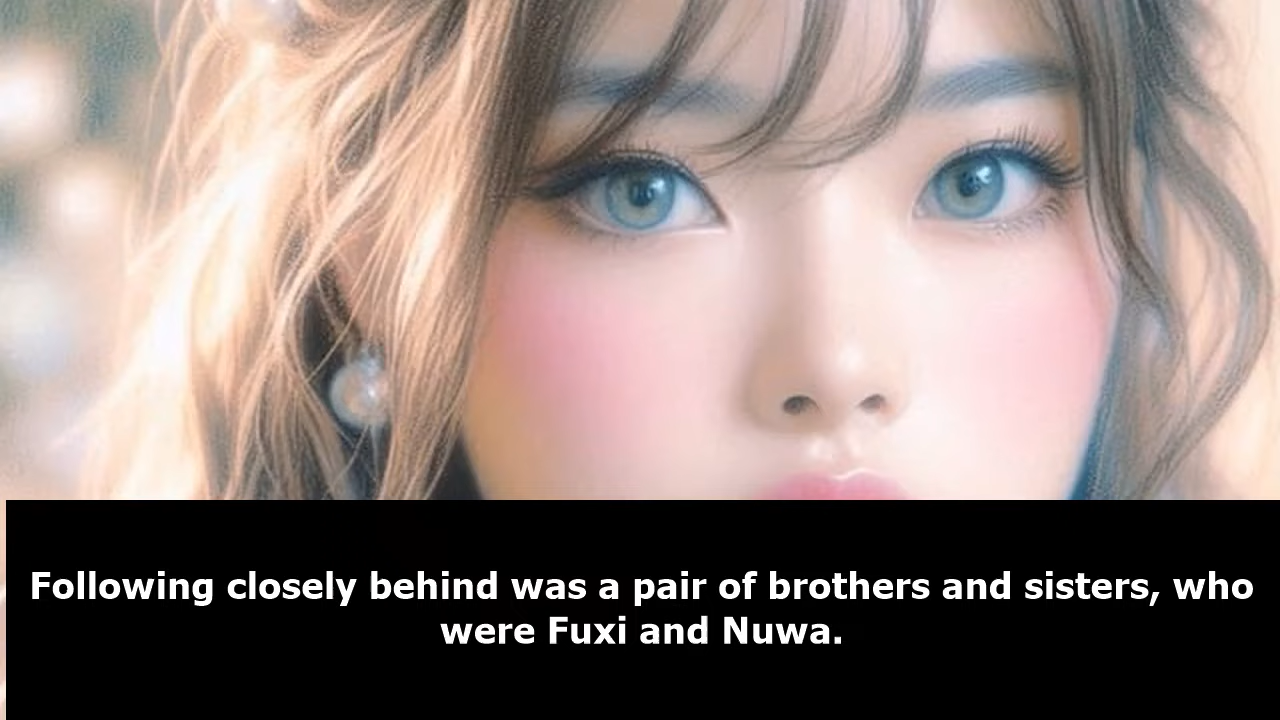 Following closely behind was a pair of brothers and sisters, who
were Fuxi and Nuwa.